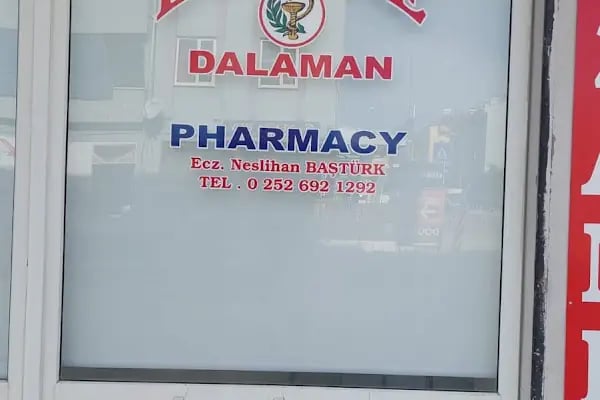 DALAMAN
PHARMACY
Ecz. Neslihan BAŞTÜRK
TEL . 0 252 692 1292